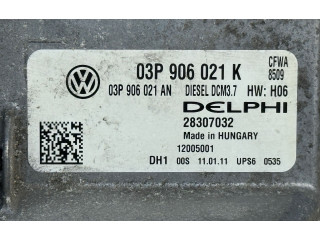 03P 906 021 K CFWA
8509
03P 906 021 AN DIESEL DCM3.7 HW: H06
DELPHI
28307032
Made in HUNGARY
12005001
DH1 00S 11.01.11 UPS6 0535